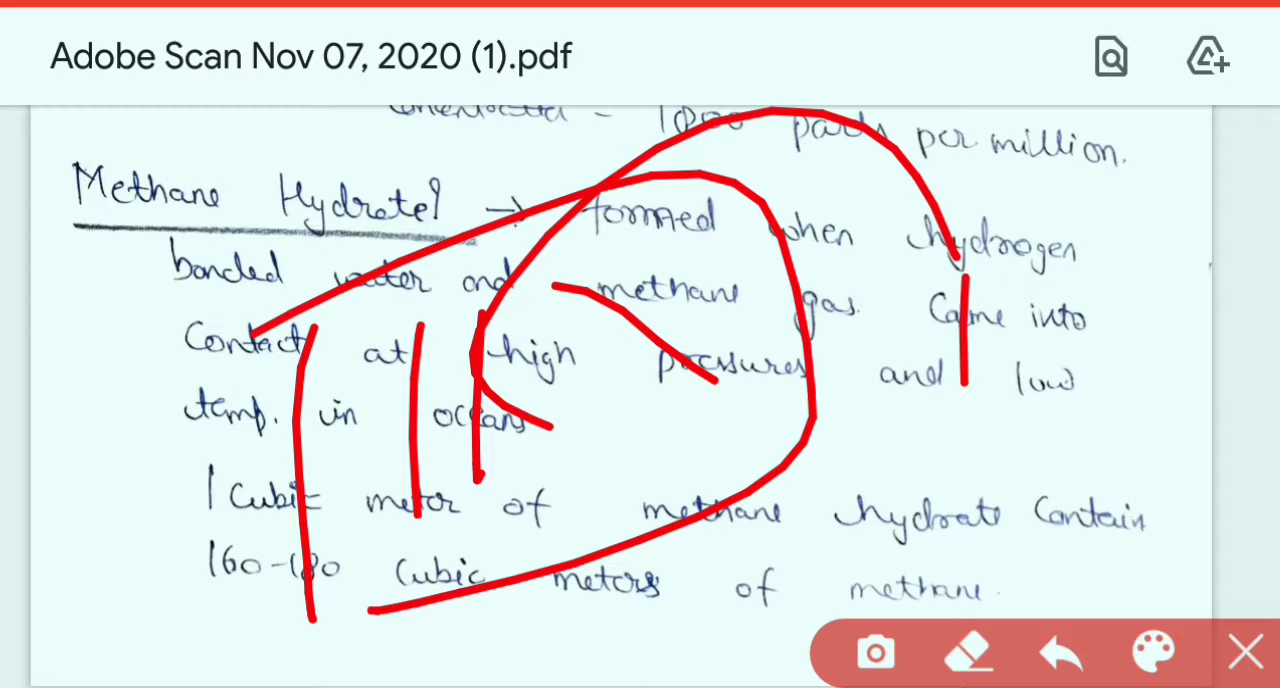 Adobe Scan Nov 07, 2020 (1).pdf
- 1000 parts per million.
Methane Hydrate? → formed when hydrogen
bonded water and methane gas. Came into
Contact at high pressures and low
temp. in oceans
1 Cubic meter of methane hydrate Contain
160-180 Cubic meters of methane.